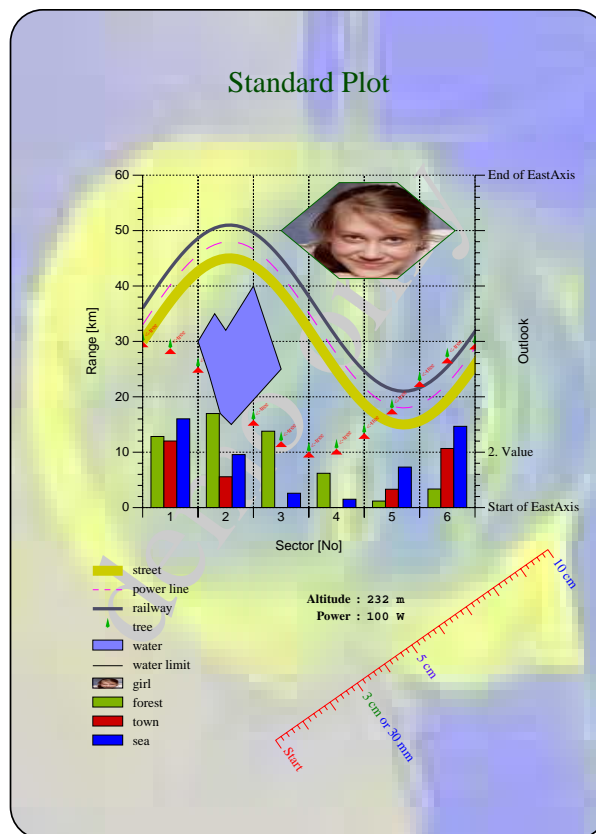 Standard Plot
60
50
40
30
20
10
0
Range [km]
End of EastAxis
Outlook
2. Value
Start of EastAxis
1 2 3 4 5 6
Sector [No]
demo only
street
power line
railway
tree
water
water limit
girl
forest
town
sea
Altitude : 232 m
Power : 100 W
Start
3 cm or 30 mm
5 cm
10 cm